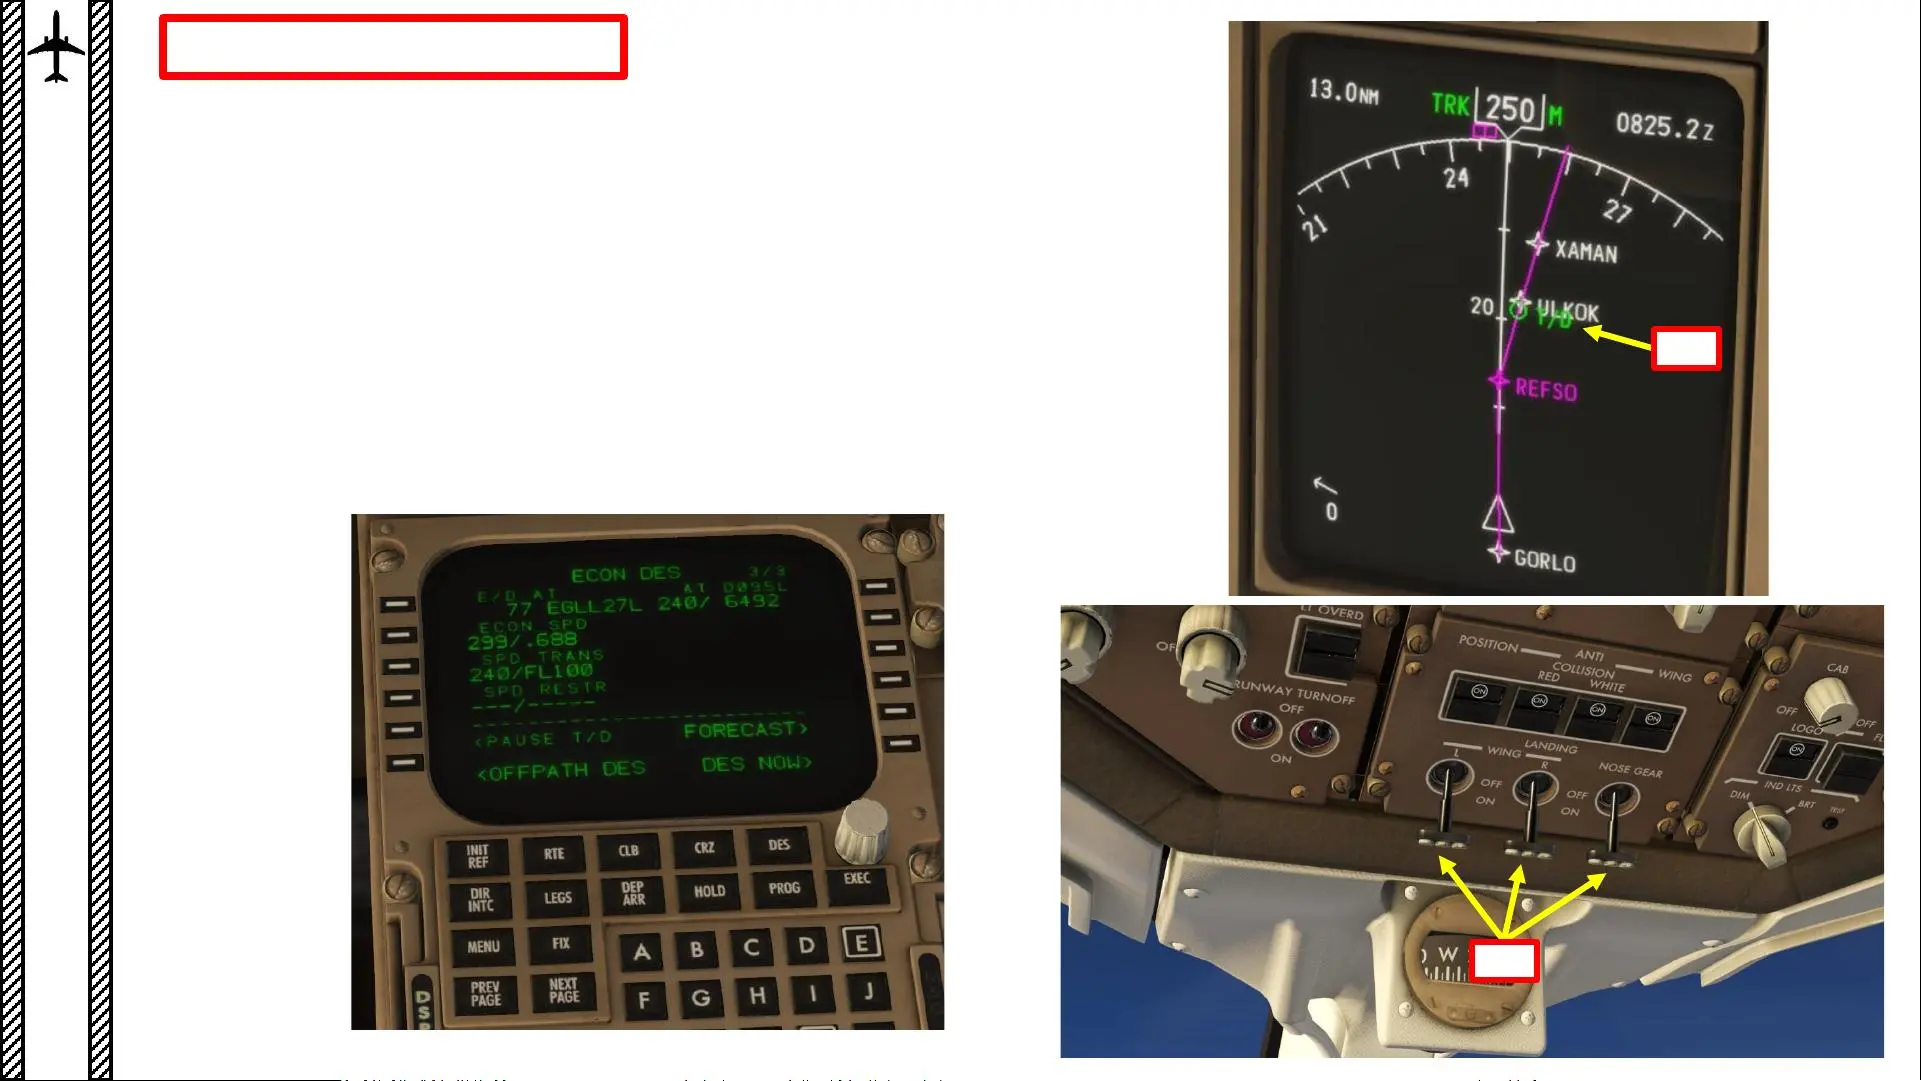 13.0NM
TRK 250 M
0825.2Z
21
24
27
XAMAN
20
ULKOK
T/D
REFSO
0
GORLO
ECON DES 3/3
E/D AT AT D095L
77 EGLL27L 240/ 6492
ECON SPD
299/.688
SPD TRANS
240/FL100
SPD RESTR
---/-----
<PAUSE T/D FORECAST>
<OFFPATH DES DES NOW>
INIT REF
RTE
CLB
CRZ
DES
DIR INTC
LEGS
DEP ARR
HOLD
PROG
EXEC
MENU
FIX
PREV PAGE
NEXT PAGE
A B C D E
F G H I J
DSP
OVERD
RUNWAY TURNOFF
OFF
ON
POSITION
ANTI COLLISION
RED WHITE
WING
ON ON ON ON
LANDING
L WING R
NOSE GEAR
OFF
ON
OFF
ON
CAB
OFF
OFF
LOGO
ON
IND LTS
DIM
BRT
TEST
W